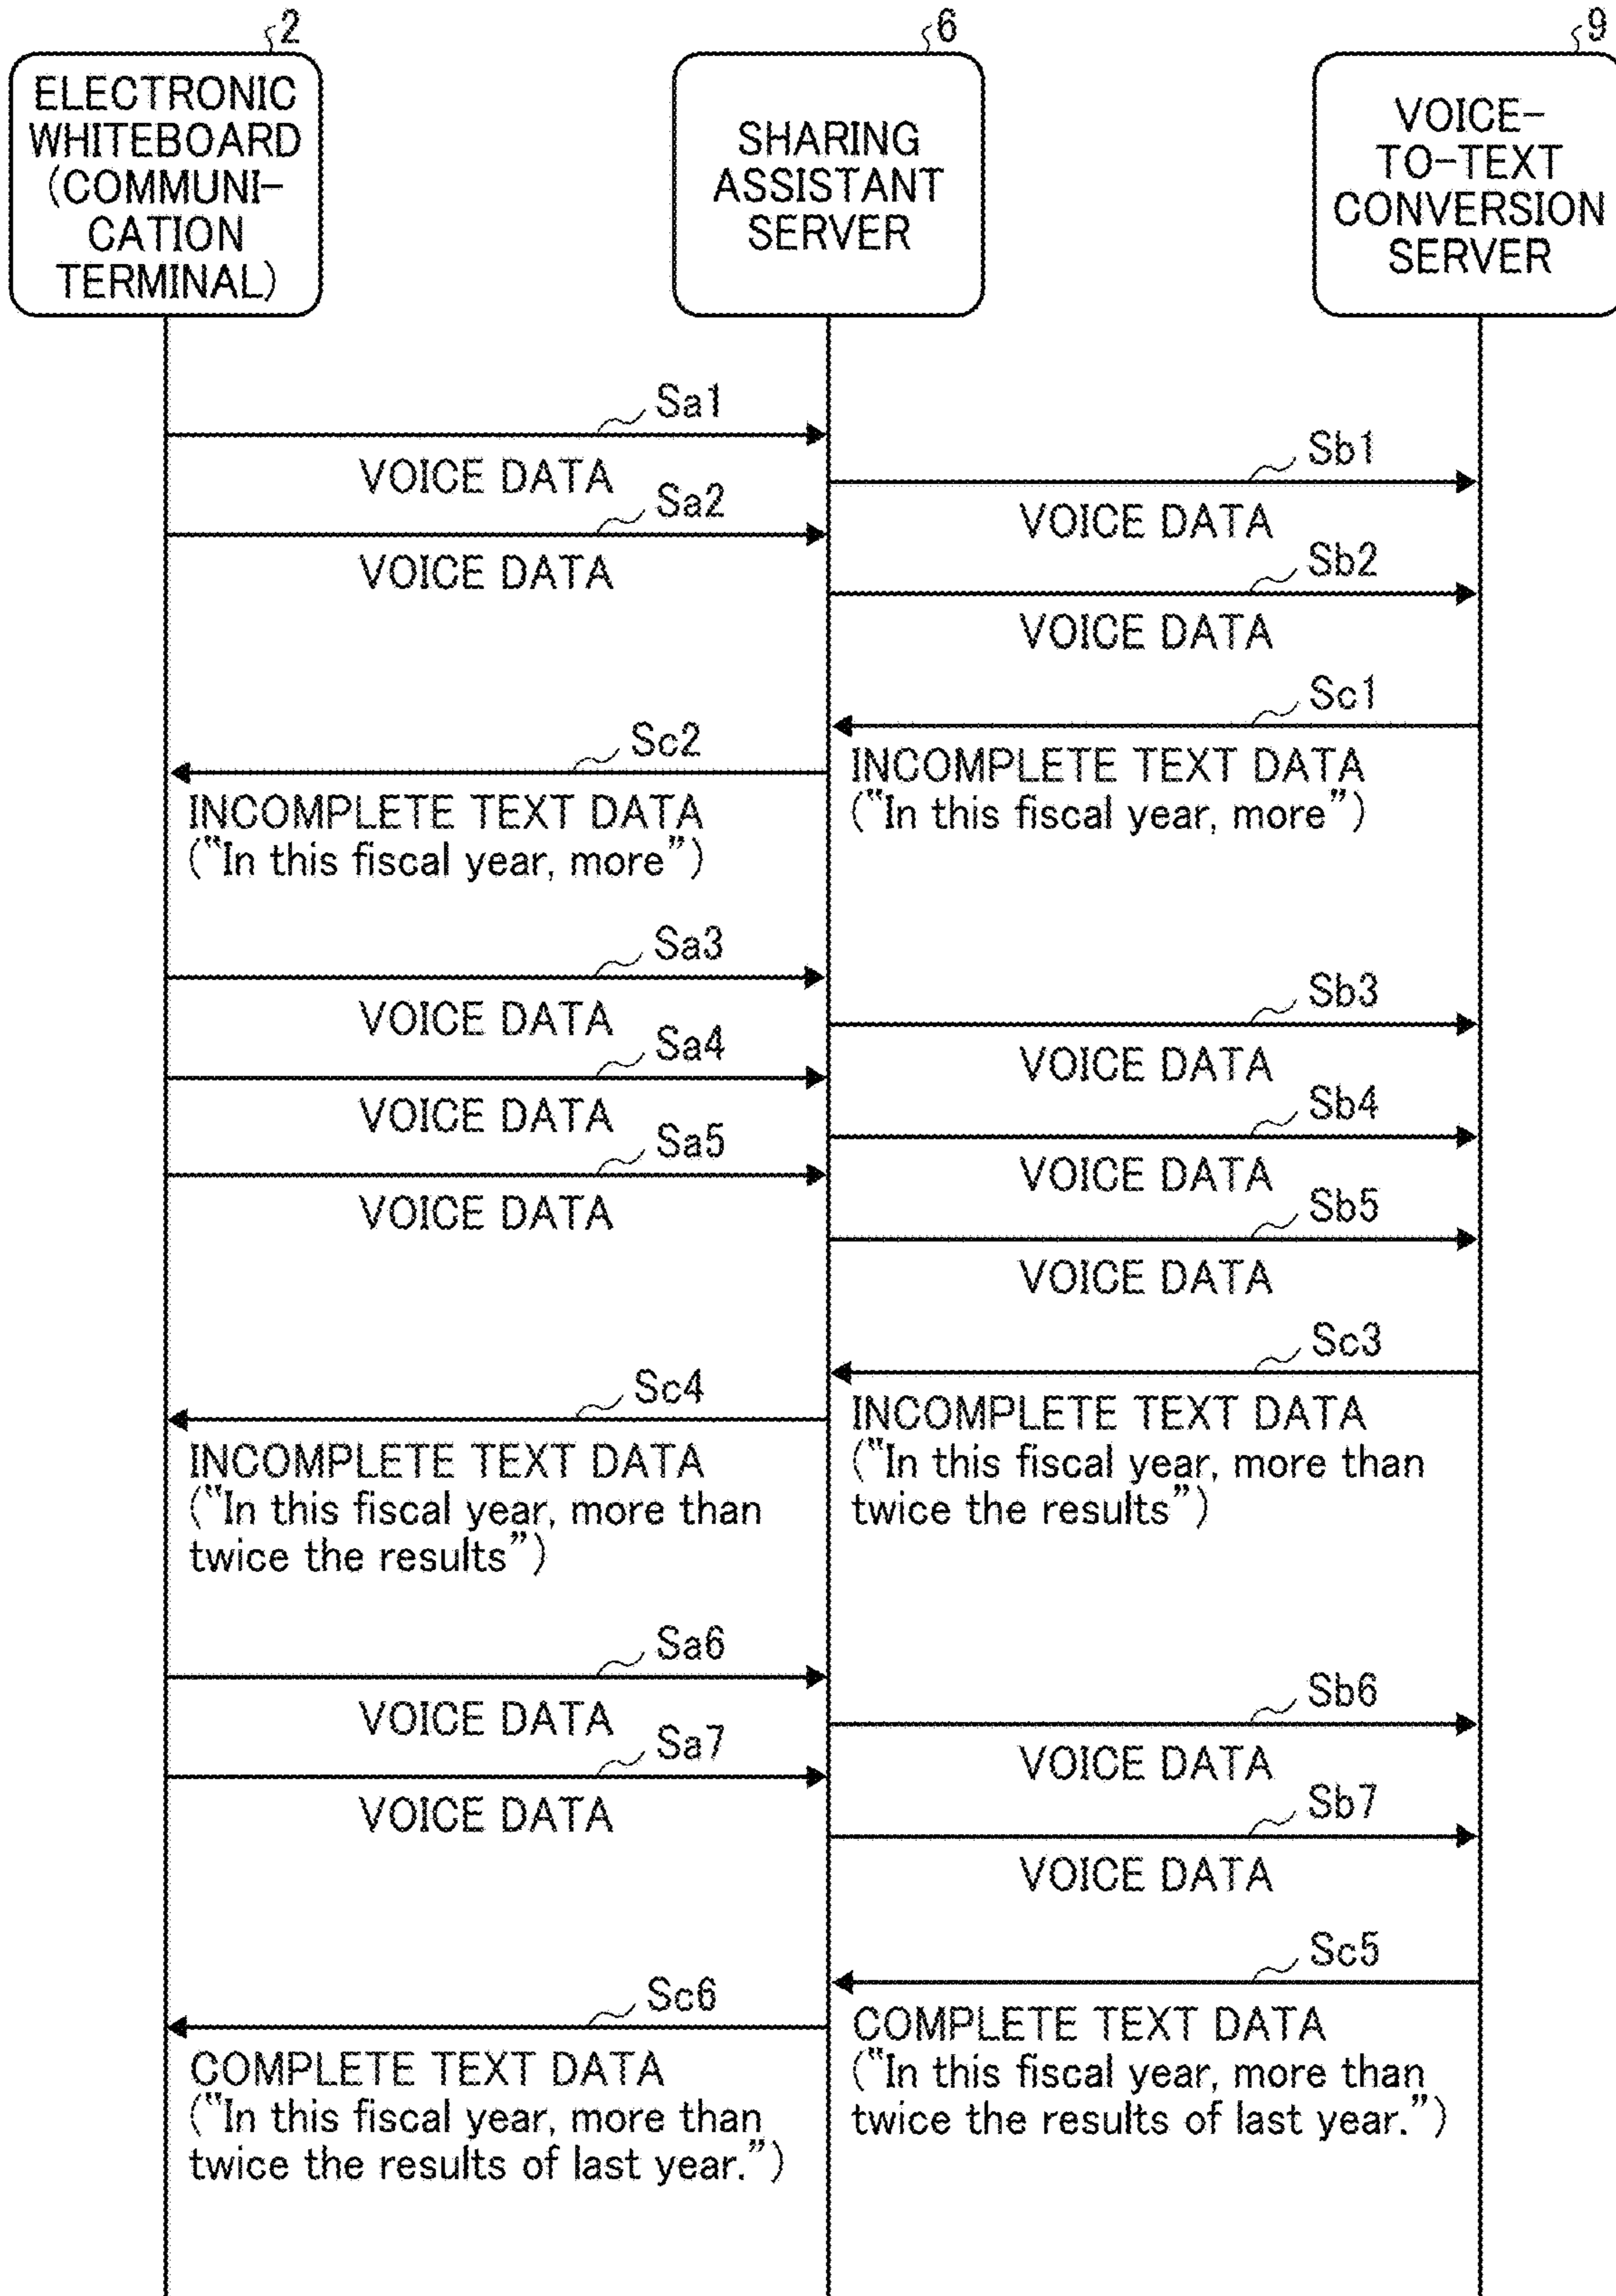 2
ELECTRONIC
WHITEBOARD
(COMMUNI-
CATION
TERMINAL)
6
SHARING
ASSISTANT
SERVER
9
VOICE-
TO-TEXT
CONVERSION
SERVER
Sa1
VOICE DATA
Sb1
VOICE DATA
Sa2
VOICE DATA
Sb2
VOICE DATA
Sc1
INCOMPLETE TEXT DATA
("In this fiscal year, more")
Sc2
INCOMPLETE TEXT DATA
("In this fiscal year, more")
Sa3
VOICE DATA
Sb3
VOICE DATA
Sa4
VOICE DATA
Sb4
VOICE DATA
Sa5
VOICE DATA
Sb5
VOICE DATA
Sc3
INCOMPLETE TEXT DATA
("In this fiscal year, more than
twice the results")
Sc4
INCOMPLETE TEXT DATA
("In this fiscal year, more than
twice the results")
Sa6
VOICE DATA
Sb6
VOICE DATA
Sa7
VOICE DATA
Sb7
VOICE DATA
Sc5
COMPLETE TEXT DATA
("In this fiscal year, more than
twice the results of last year.")
Sc6
COMPLETE TEXT DATA
("In this fiscal year, more than
twice the results of last year.")